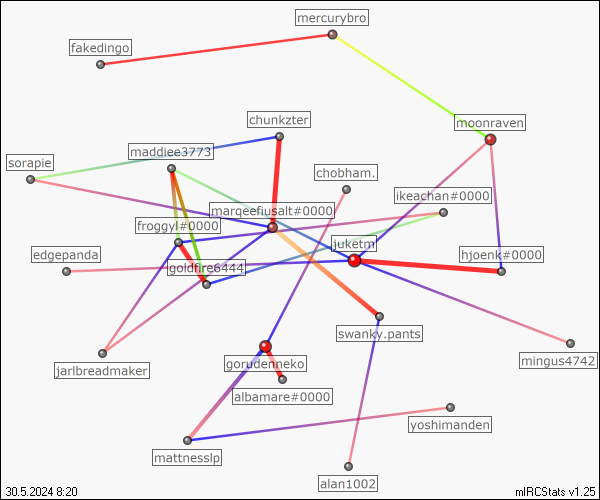 mercurybro
fakedingo
chunkzter
moonraven
maddiee3773
sorapie
chobham.
ikeachan#0000
marqeefiusalt#0000
froggyl#0000
juketm
edgepanda
hjoenk#0000
goldfire6444
swanky.pants
mingus4742
gorudenneko
jarlbreadmaker
albamare#0000
yoshimanden
mattnesslp
alan1002
30.5.2024 8:20
mIRCStats v1.25